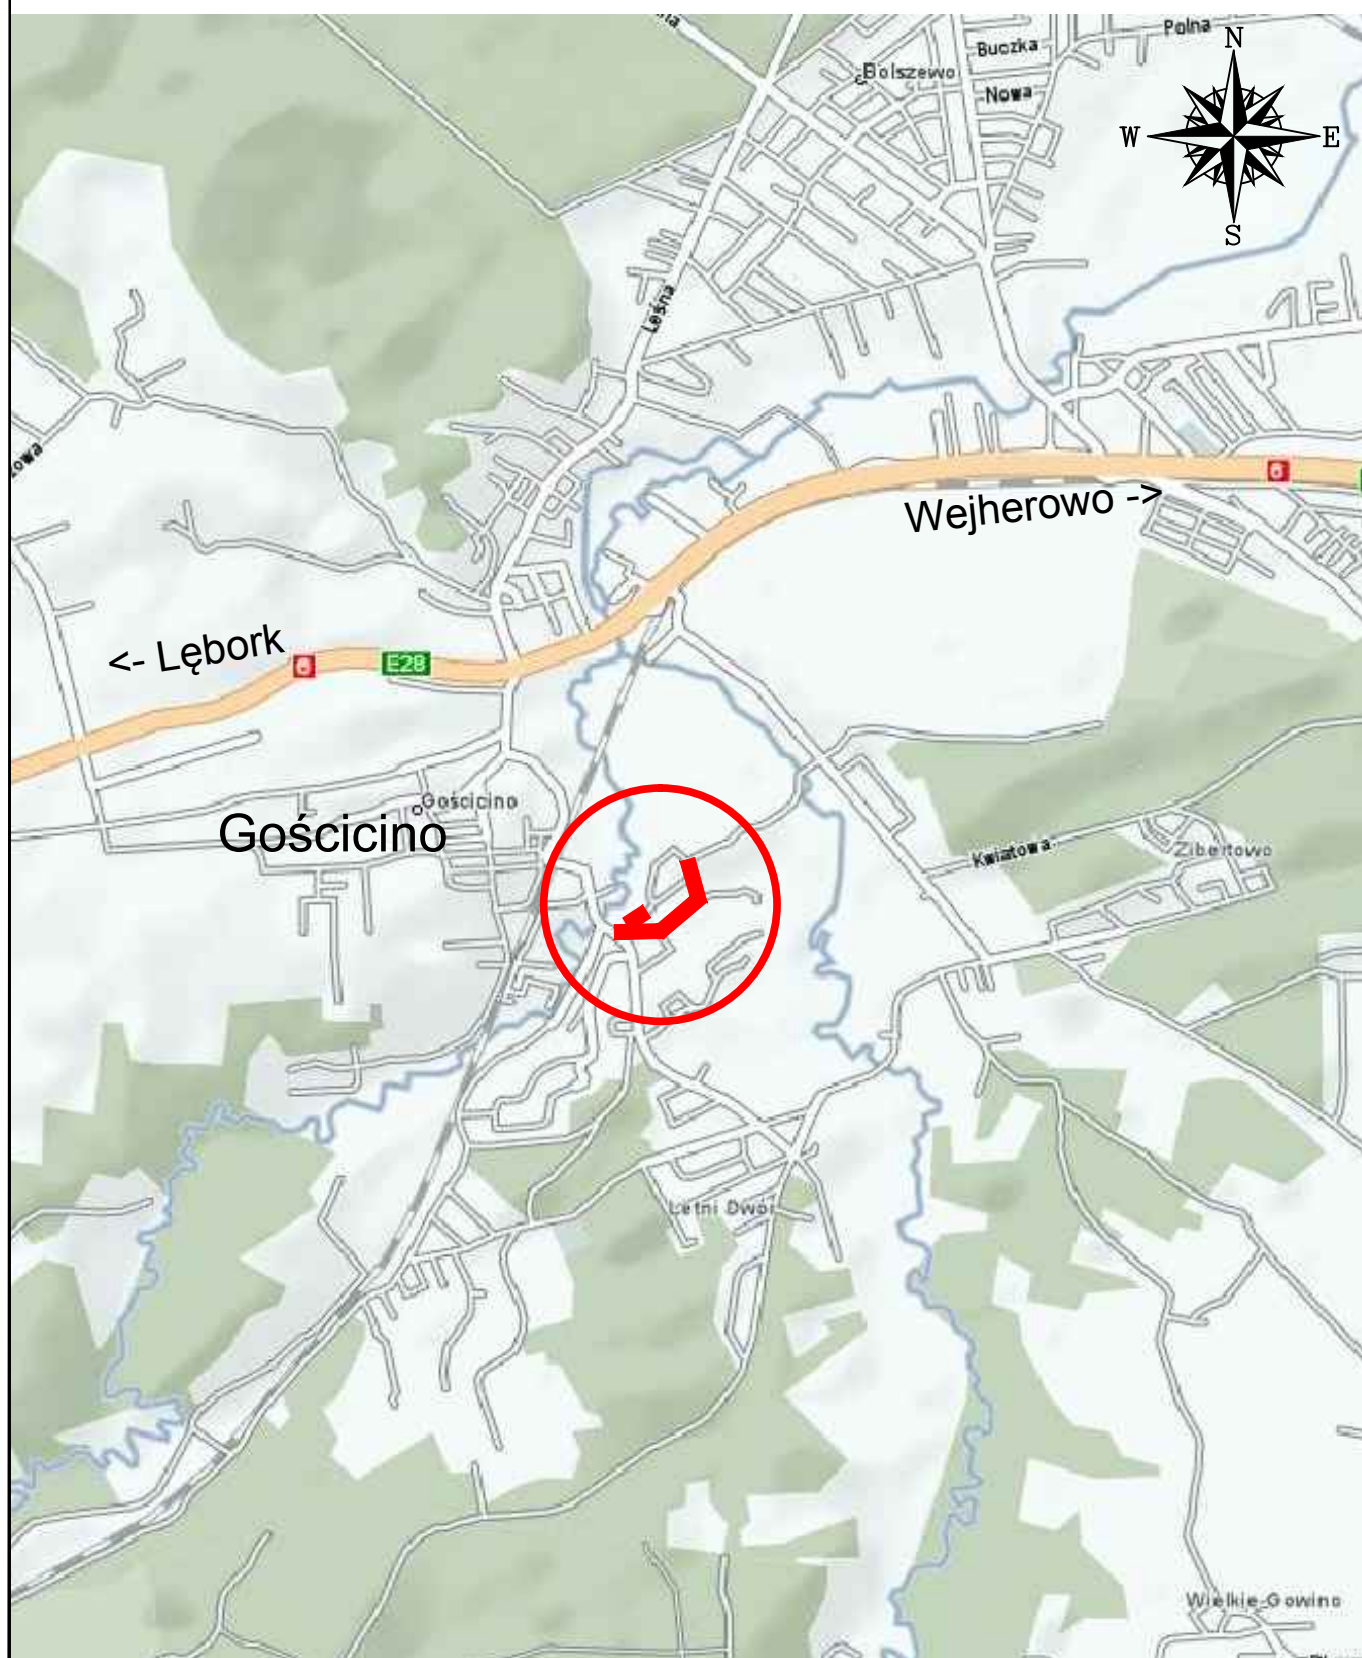 Polna
N
Buczka
Bolszewo
Nowa
W
E
S
Leśna
6
Wejherowo ->
<- Lębork
6
E28
Gościcino
Gościcino
Kwiatowa
Zibertowo
Letni Dwór
Wielkie Gowino